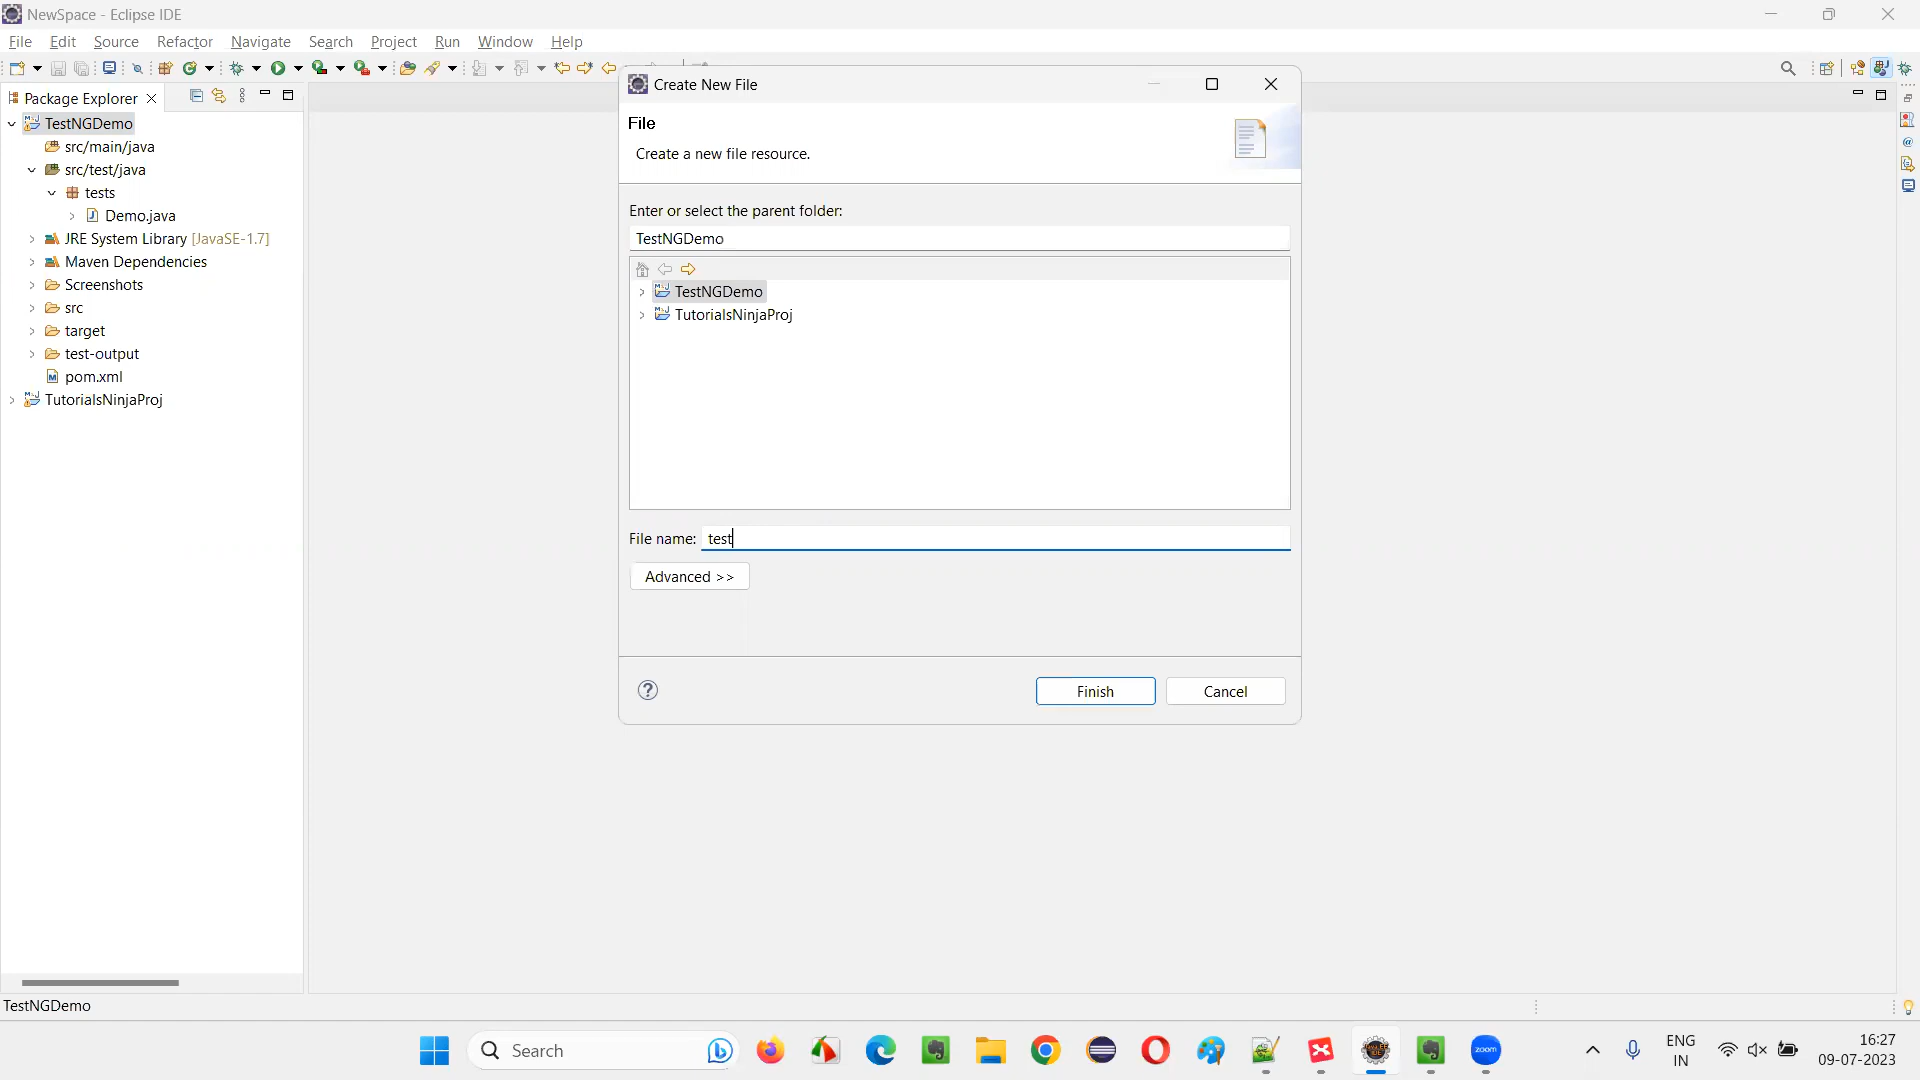 NewSpace - Eclipse IDE
File Edit Source Refactor Navigate Search Project Run Window Help
Package Explorer
TestNGDemo
src/main/java
src/test/java
tests
Demo.java
JRE System Library [JavaSE-1.7]
Maven Dependencies
Screenshots
src
target
test-output
pom.xml
TutorialsNinjaProj
Create New File
File
Create a new file resource.
Enter or select the parent folder:
TestNGDemo
TestNGDemo
TutorialsNinjaProj
File name: test
Advanced >>
Finish Cancel
TestNGDemo
Search
zoom
ENG
IN
16:27
09-07-2023